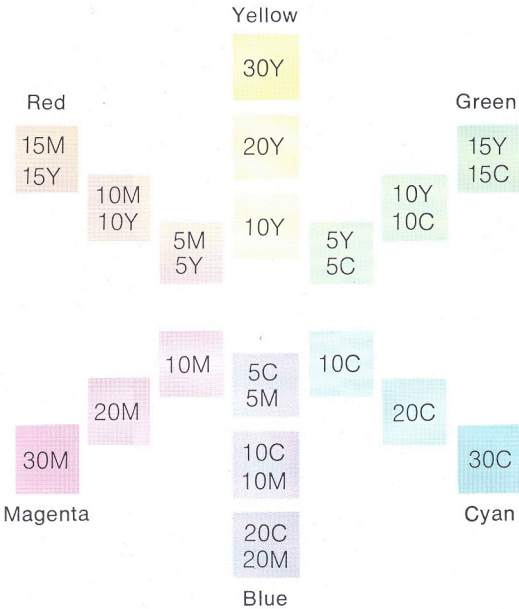 Yellow
30Y
Red
Green
15M
15Y
20Y
15Y
15C
10M
10Y
10Y
10C
5M
5Y
10Y
5Y
5C
10M
5C
5M
10C
20M
20C
30M
10C
10M
30C
Magenta
Cyan
20C
20M
Blue